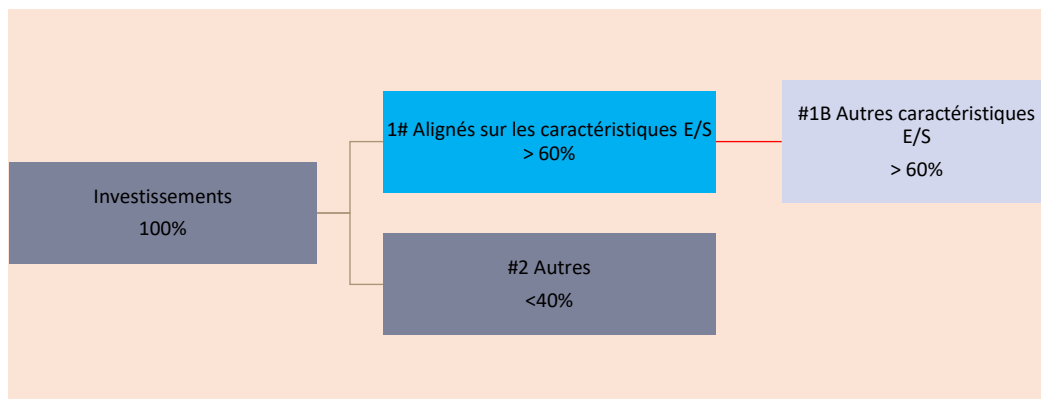 Investissements
100%
1# Alignés sur les caractéristiques E/S
> 60%
#2 Autres
<40%
#1B Autres caractéristiques
E/S
> 60%